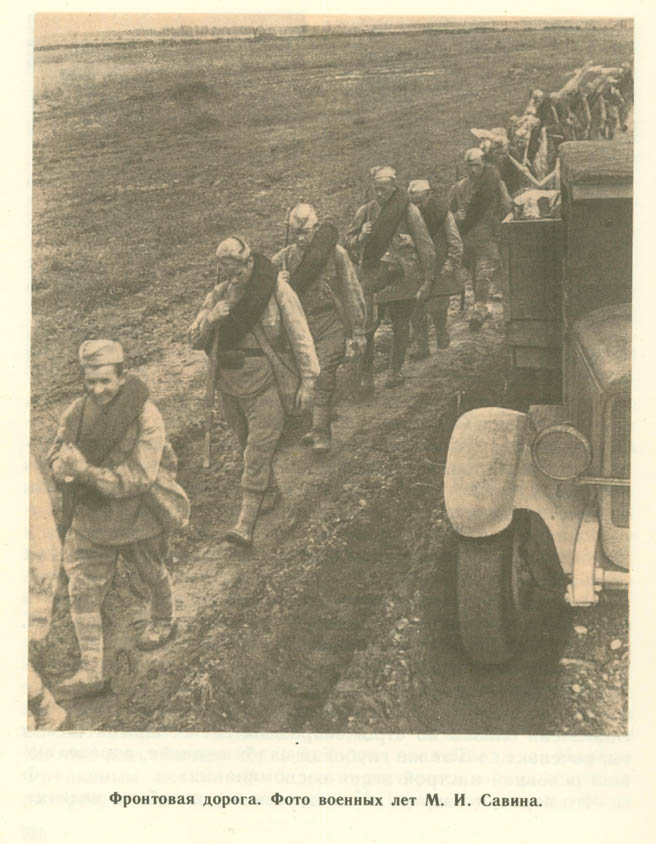 Фронтовая дорога. Фото военных лет М. И. Савина.